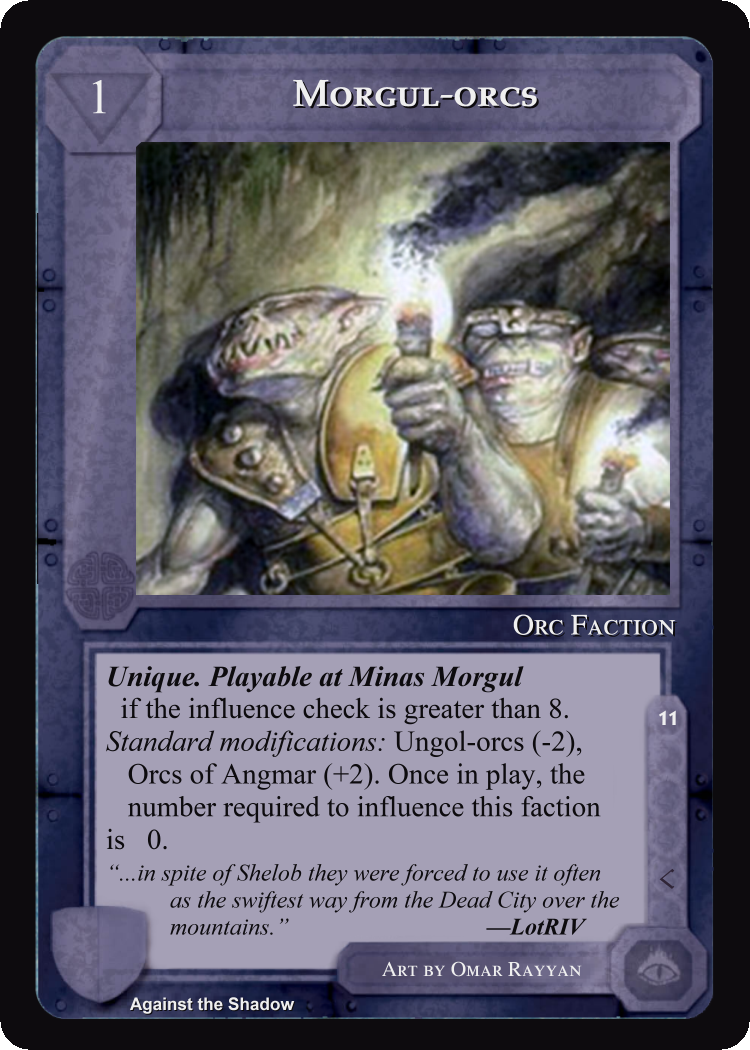 1
Morgul-orcs
Orc Faction
Unique. Playable at Minas Morgul
if the influence check is greater than 8.
Standard modifications: Ungol-orcs (-2),
Orcs of Angmar (+2). Once in play, the
number required to influence this faction
is 0.
11
“...in spite of Shelob they were forced to use it often
as the swiftest way from the Dead City over the
mountains.” —LotRIV
Art by Omar Rayyan
Against the Shadow